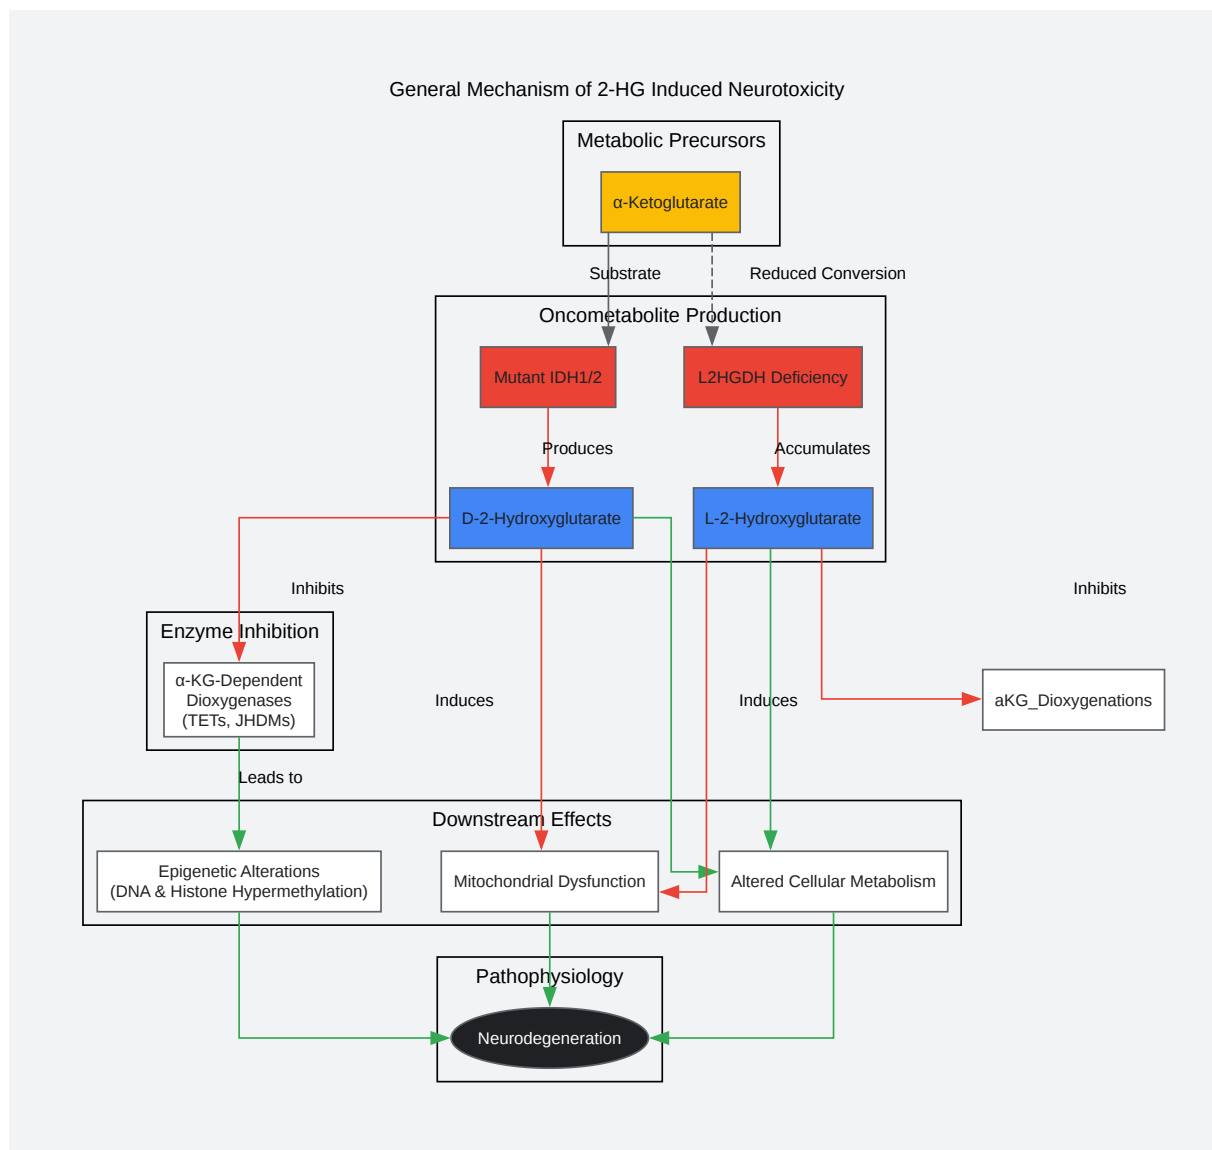 General Mechanism of 2-HG Induced Neurotoxicity
Metabolic Precursors
α-Ketoglutarate
Substrate
Reduced Conversion
Oncometabolite Production
Mutant IDH1/2
L2HGDH Deficiency
Produces
Accumulates
D-2-Hydroxyglutarate
L-2-Hydroxyglutarate
Inhibits
Inhibits
Enzyme Inhibition
α-KG-Dependent
Dioxygenases
(TETs, JHDMs)
Induces
Induces
aKG_Dioxygenations
Leads to
Downstream Effects
Epigenetic Alterations
(DNA & Histone Hypermethylation)
Mitochondrial Dysfunction
Altered Cellular Metabolism
Pathophysiology
Neurodegeneration